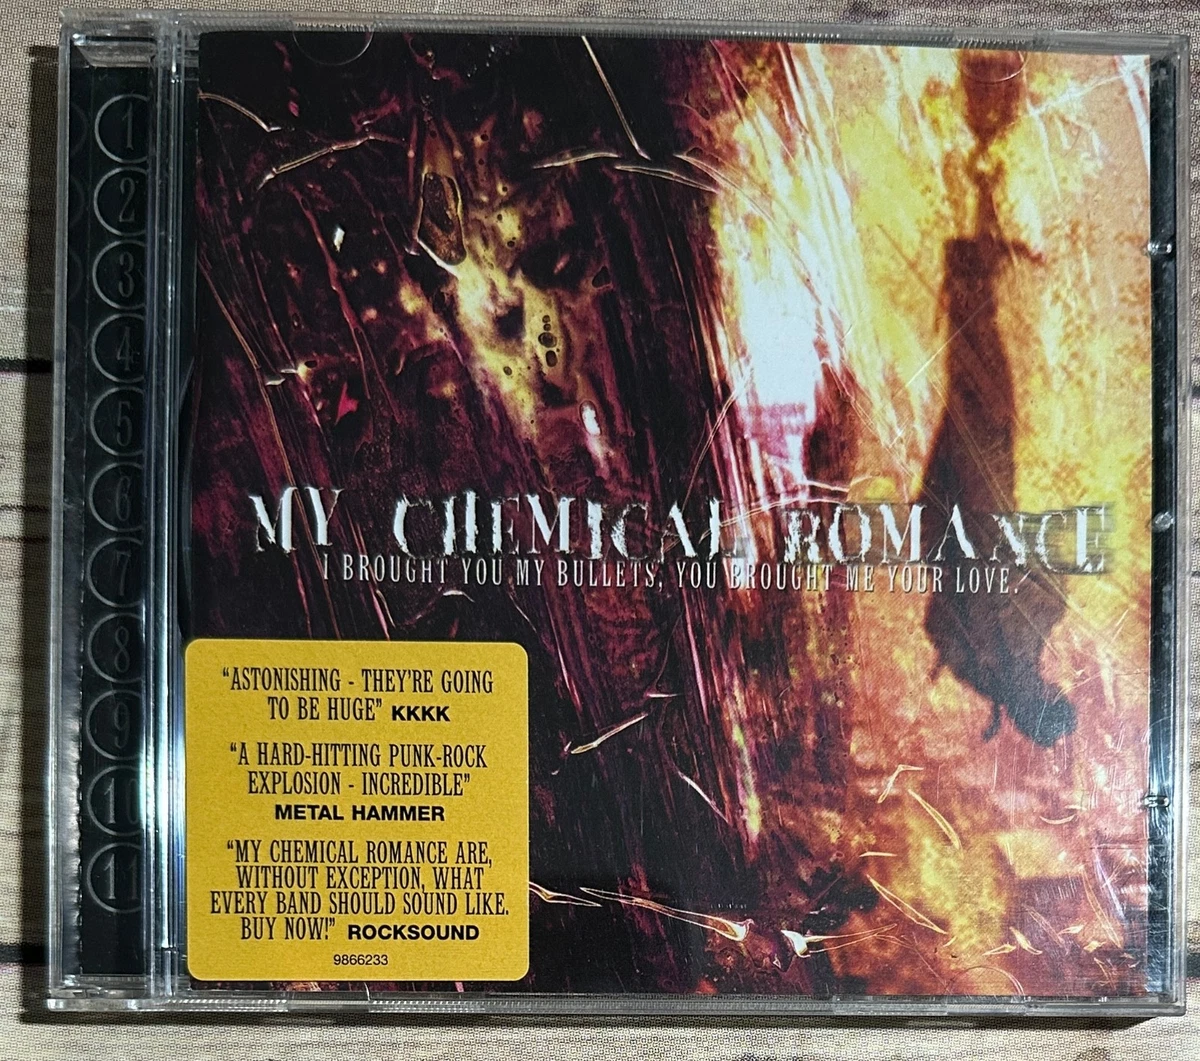 1
2
3
4
5
6
7
8
9
10
11
MY CHEMICAL ROMANCE
I BROUGHT YOU MY BULLETS, YOU BROUGHT ME YOUR LOVE.
"ASTONISHING - THEY'RE GOING
TO BE HUGE" KKKK
"A HARD-HITTING PUNK-ROCK
EXPLOSION - INCREDIBLE"
METAL HAMMER
"MY CHEMICAL ROMANCE ARE,
WITHOUT EXCEPTION, WHAT
EVERY BAND SHOULD SOUND LIKE.
BUY NOW!" ROCKSOUND
9866233